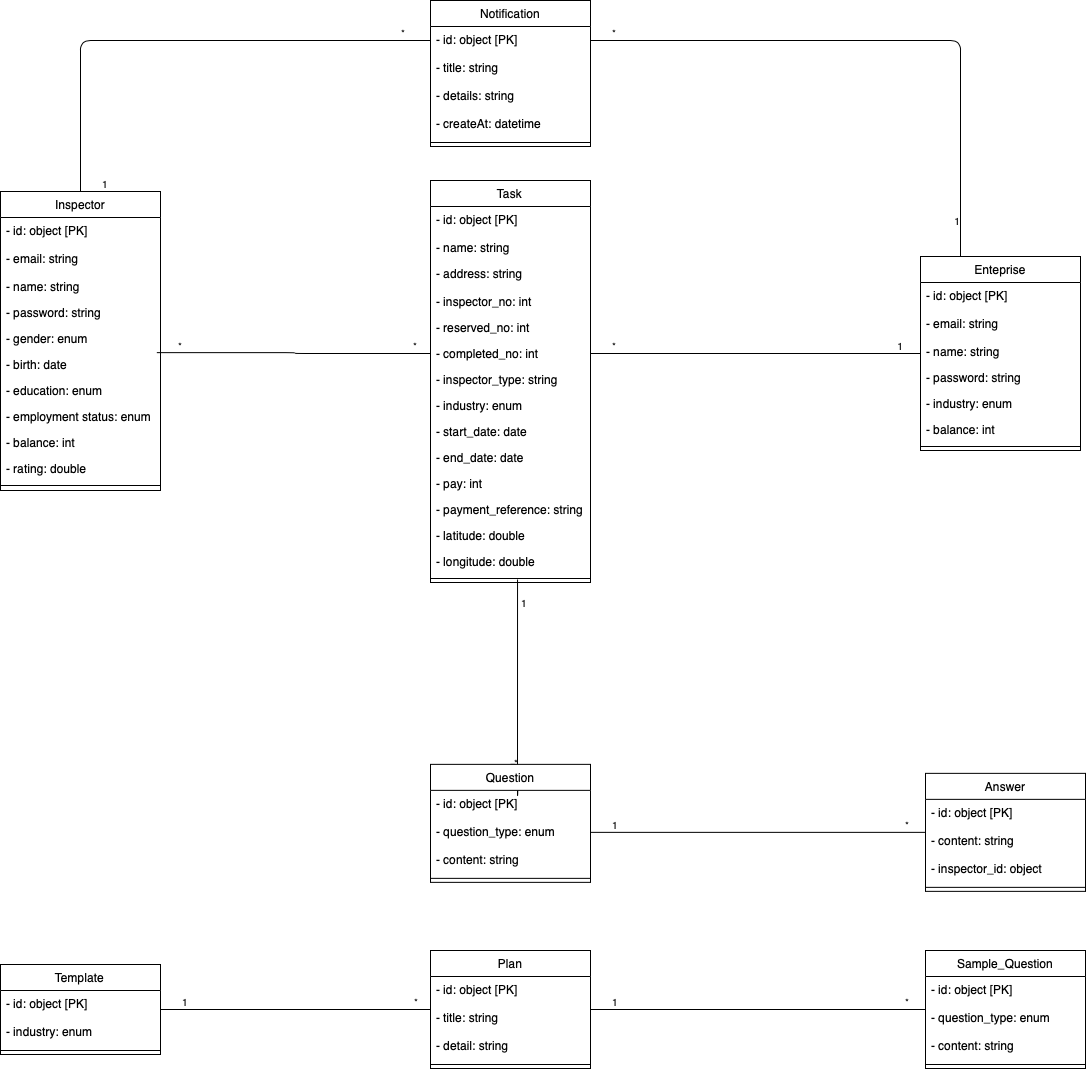 Notification
- id: object [PK]
- title: string
- details: string
- createAt: datetime
*
*
1
1
Inspector
- id: object [PK]
- email: string
- name: string
- password: string
- gender: enum
- birth: date
- education: enum
- employment status: enum
- balance: int
- rating: double
*
*
Task
- id: object [PK]
- name: string
- address: string
- inspector_no: int
- reserved_no: int
- completed_no: int
- inspector_type: string
- industry: enum
- start_date: date
- end_date: date
- pay: int
- payment_reference: string
- latitude: double
- longitude: double
*
1
Enteprise
- id: object [PK]
- email: string
- name: string
- password: string
- industry: enum
- balance: int
1
*
Question
- id: object [PK]
- question_type: enum
- content: string
1
*
Answer
- id: object [PK]
- content: string
- inspector_id: object
Template
- id: object [PK]
- industry: enum
1
*
Plan
- id: object [PK]
- title: string
- detail: string
1
*
Sample_Question
- id: object [PK]
- question_type: enum
- content: string